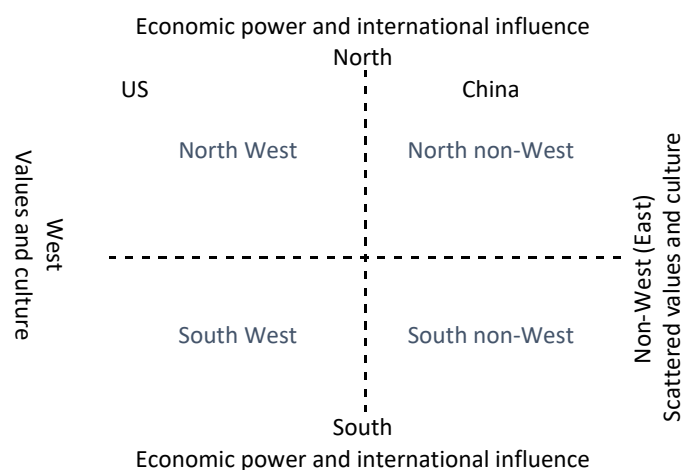 Economic power and international influence
North
US
China
North West
North non-West
Values and culture
West
Non-West (East)
Scattered values and culture
South West
South non-West
South
Economic power and international influence